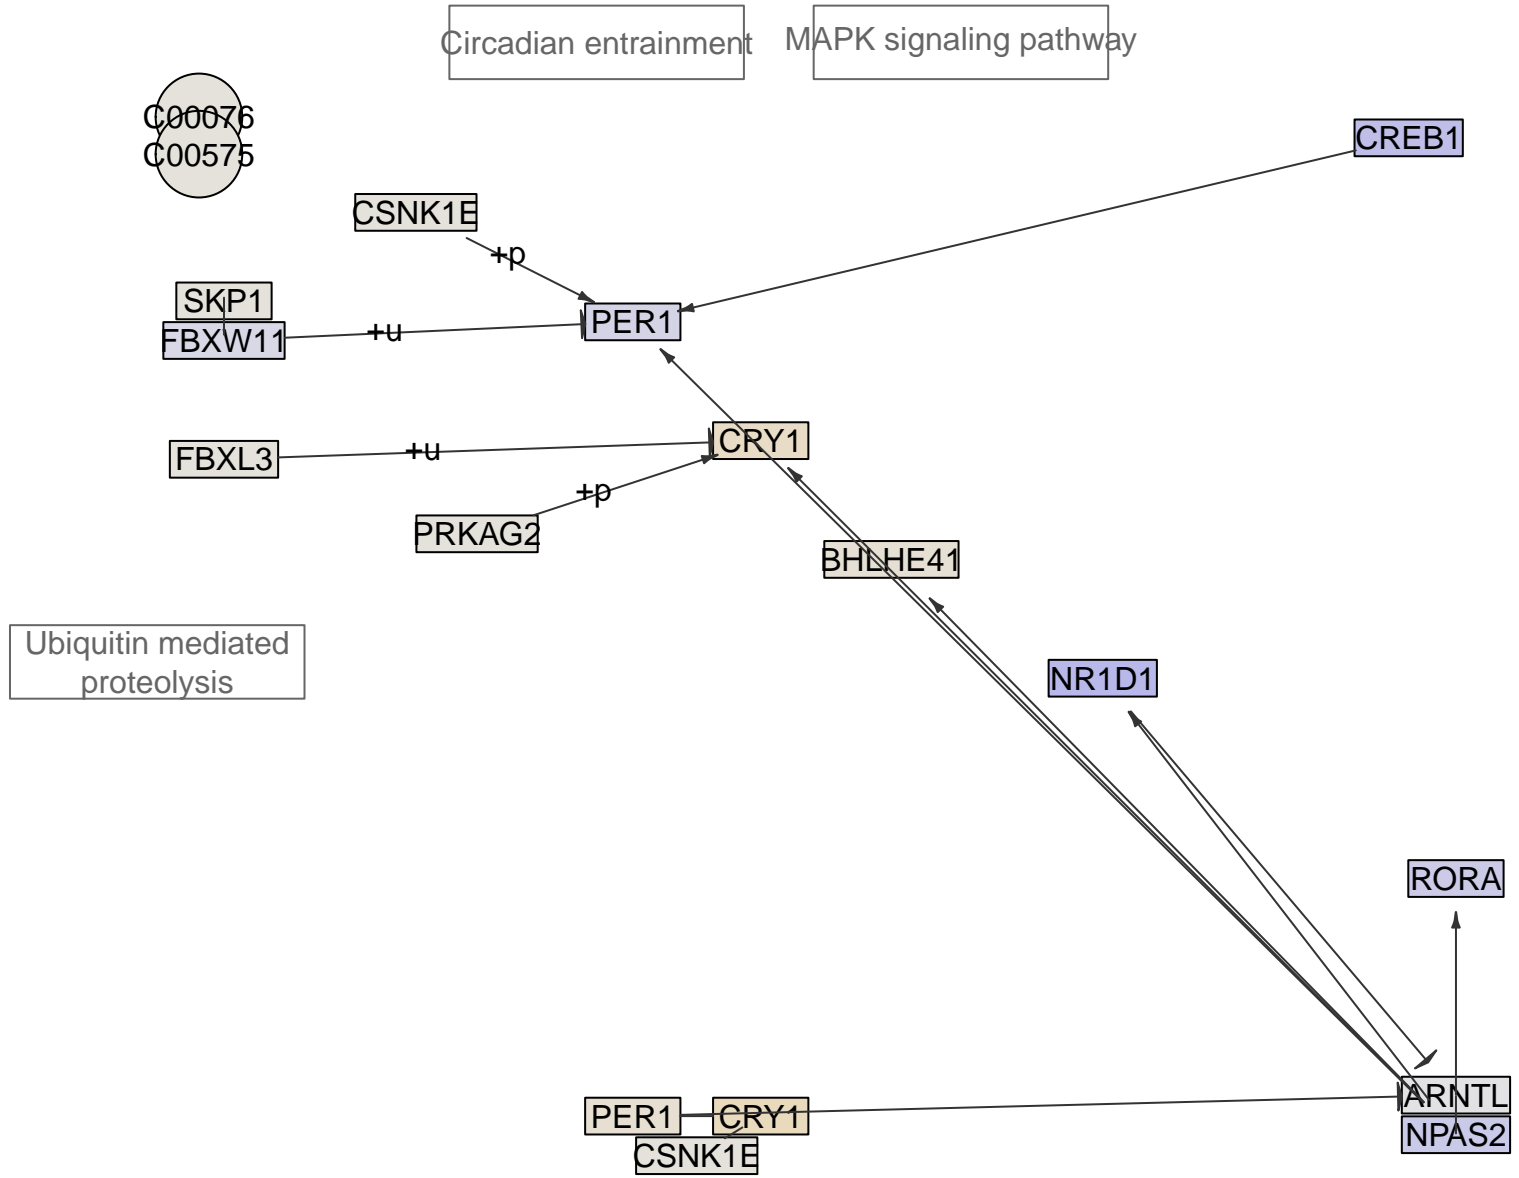 Circadian entrainment
MAPK signaling pathway
C00076
C00575
CREB1
CSNK1E
+p
SKP1
FBXW11
+u
PER1
FBXL3
+u
CRY1
PRKAG2
+p
BHLHE41
Ubiquitin mediated
proteolysis
NR1D1
RORA
PER1
CRY1
CSNK1E
ARNTL
NPAS2